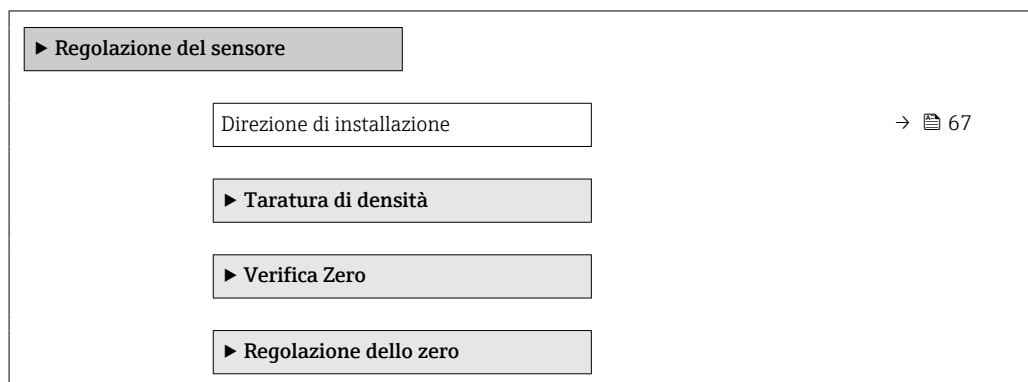 ▶ Regolazione del sensore
Direzione di installazione → 67
▶ Taratura di densità
▶ Verifica Zero
▶ Regolazione dello zero